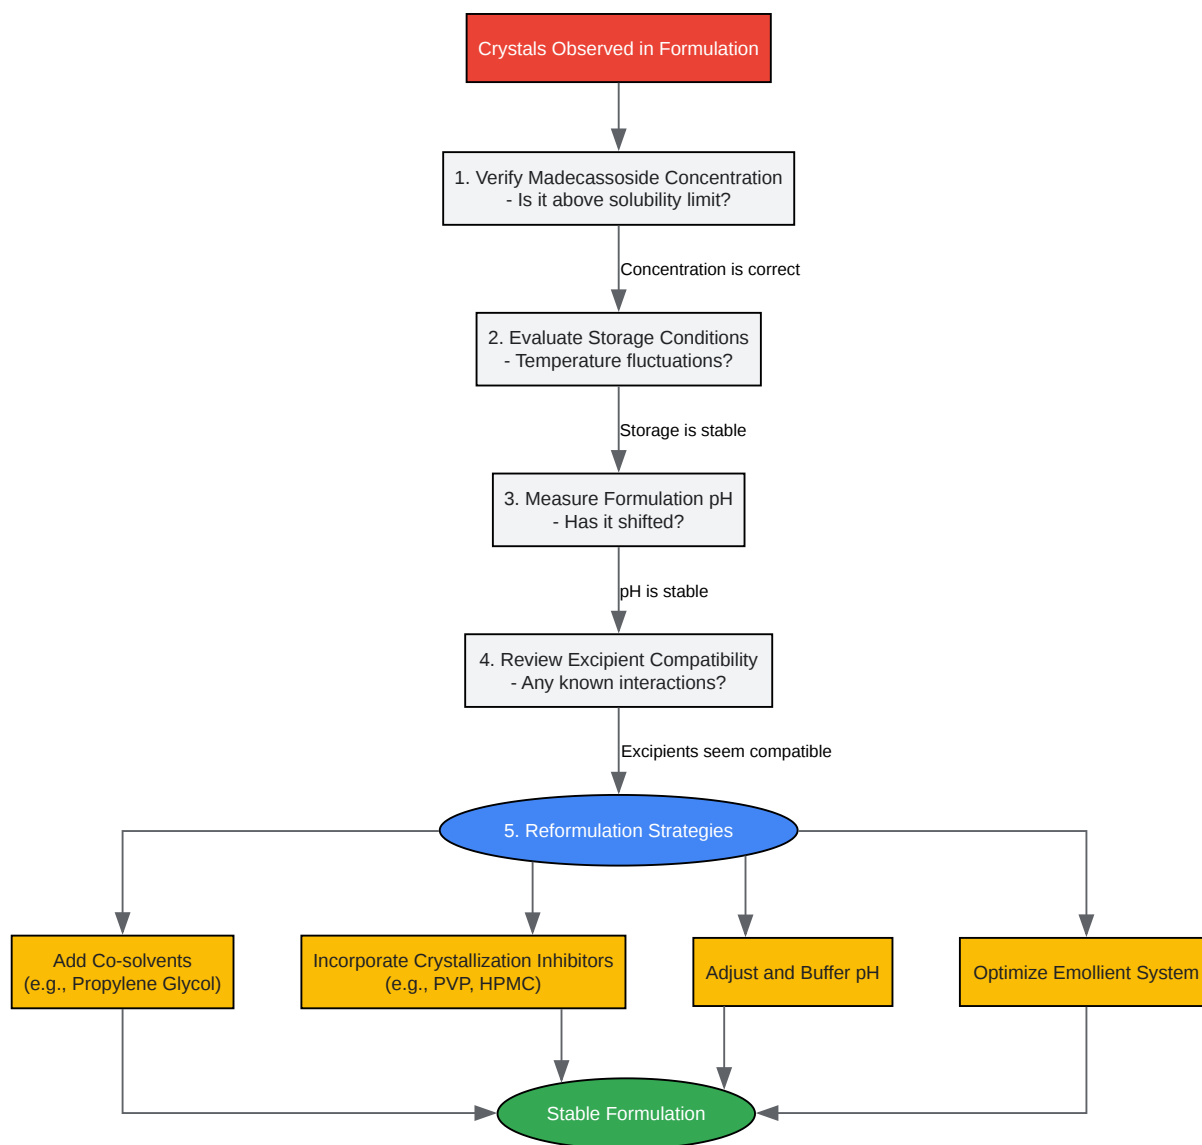 Crystals Observed in Formulation
1. Verify Madecassoside Concentration
- Is it above solubility limit?
Concentration is correct
2. Evaluate Storage Conditions
- Temperature fluctuations?
Storage is stable
3. Measure Formulation pH
- Has it shifted?
pH is stable
4. Review Excipient Compatibility
- Any known interactions?
Excipients seem compatible
5. Reformulation Strategies
Add Co-solvents
(e.g., Propylene Glycol)
Incorporate Crystallization Inhibitors
(e.g., PVP, HPMC)
Adjust and Buffer pH
Optimize Emollient System
Stable Formulation